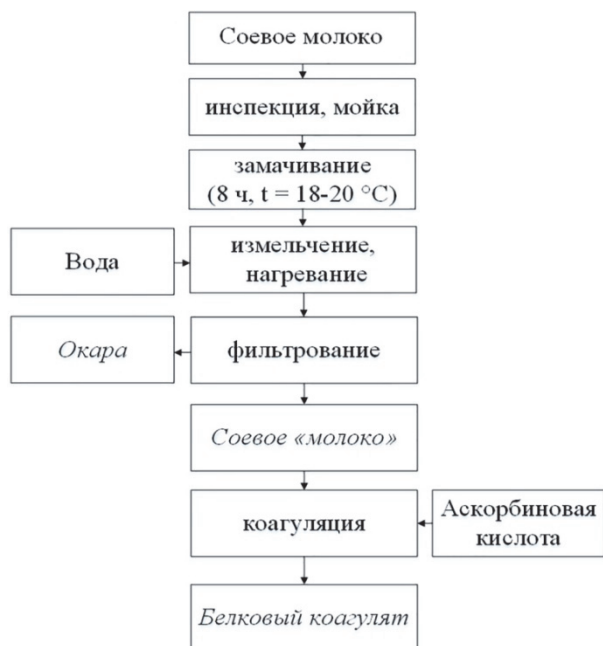 Соевое молоко
инспекция, мойка
замачивание
(8 ч, t = 18-20 °C)
Вода
измельчение,
нагревание
Окара
фильтрование
Соевое «молоко»
коагуляция
Аскорбиновая
кислота
Белковый коагулят